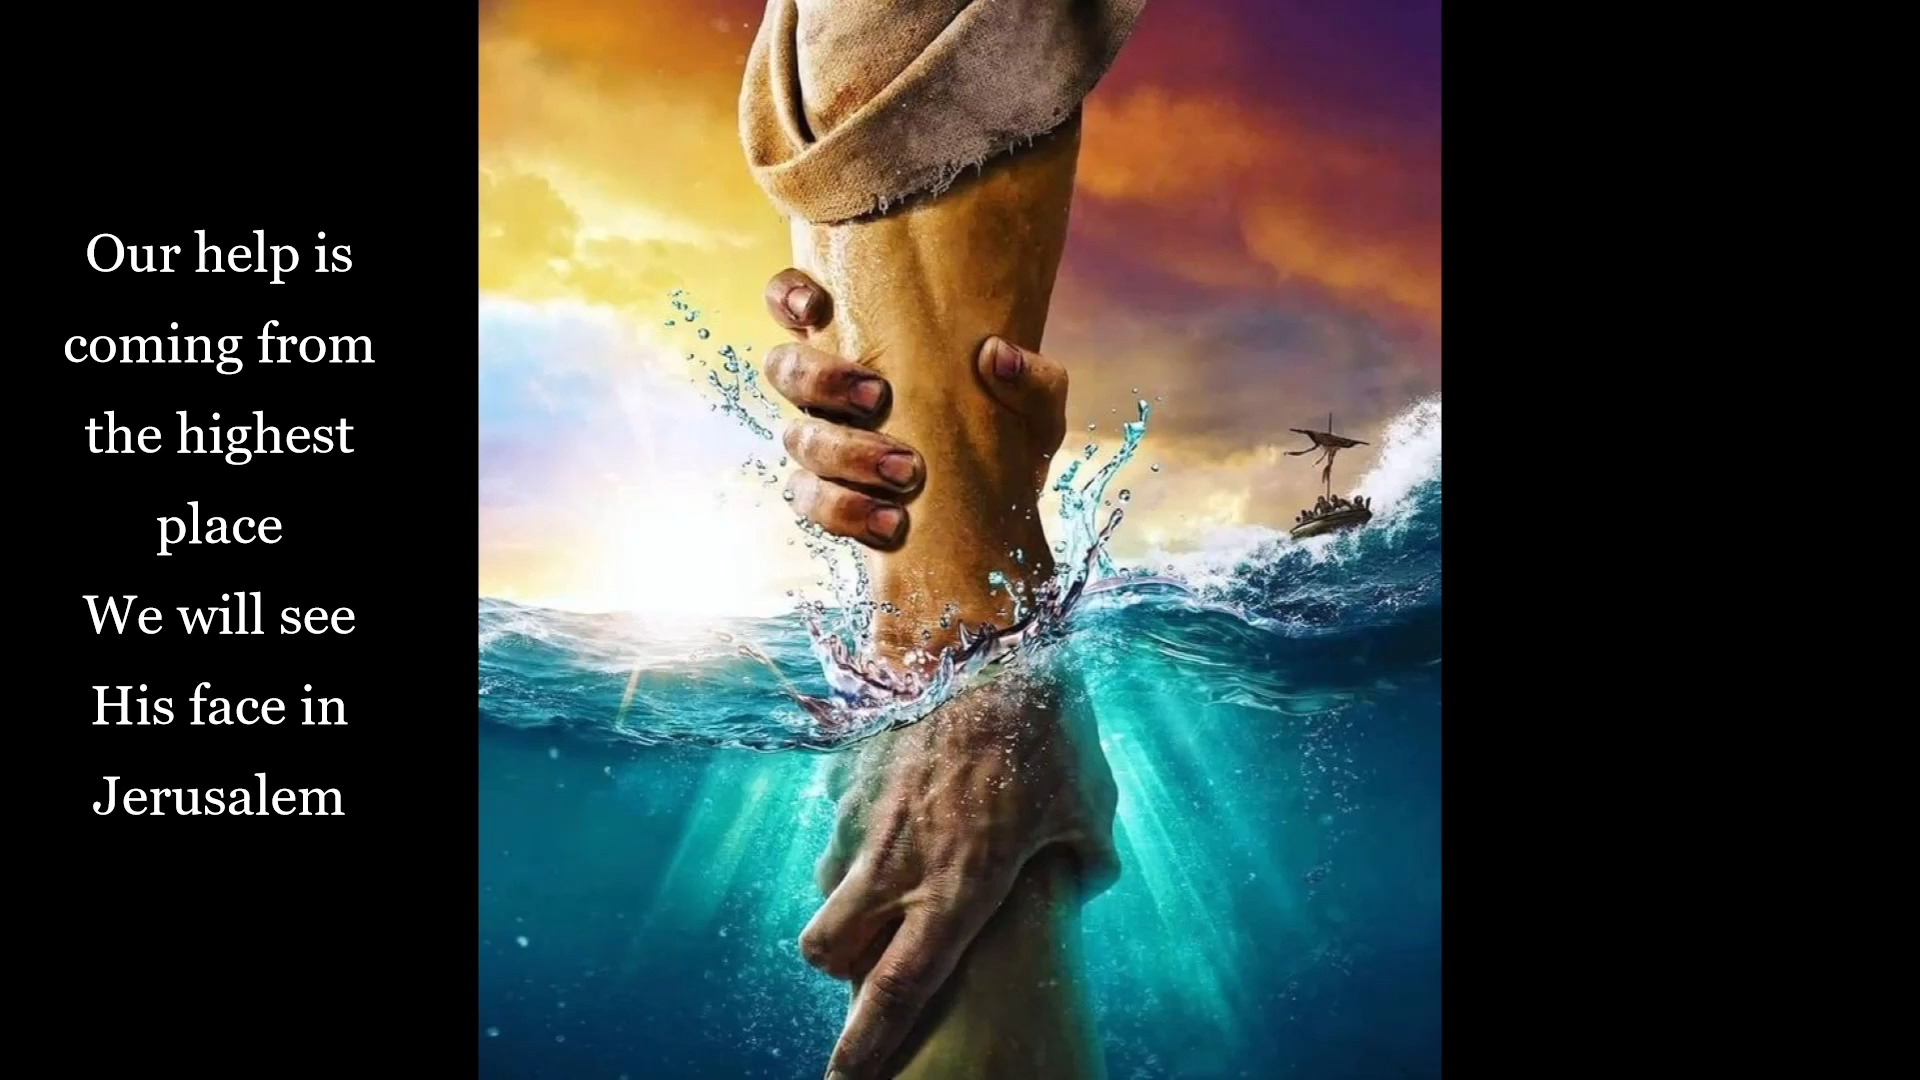 Our help is
coming from
the highest
place
We will see
His face in
Jerusalem